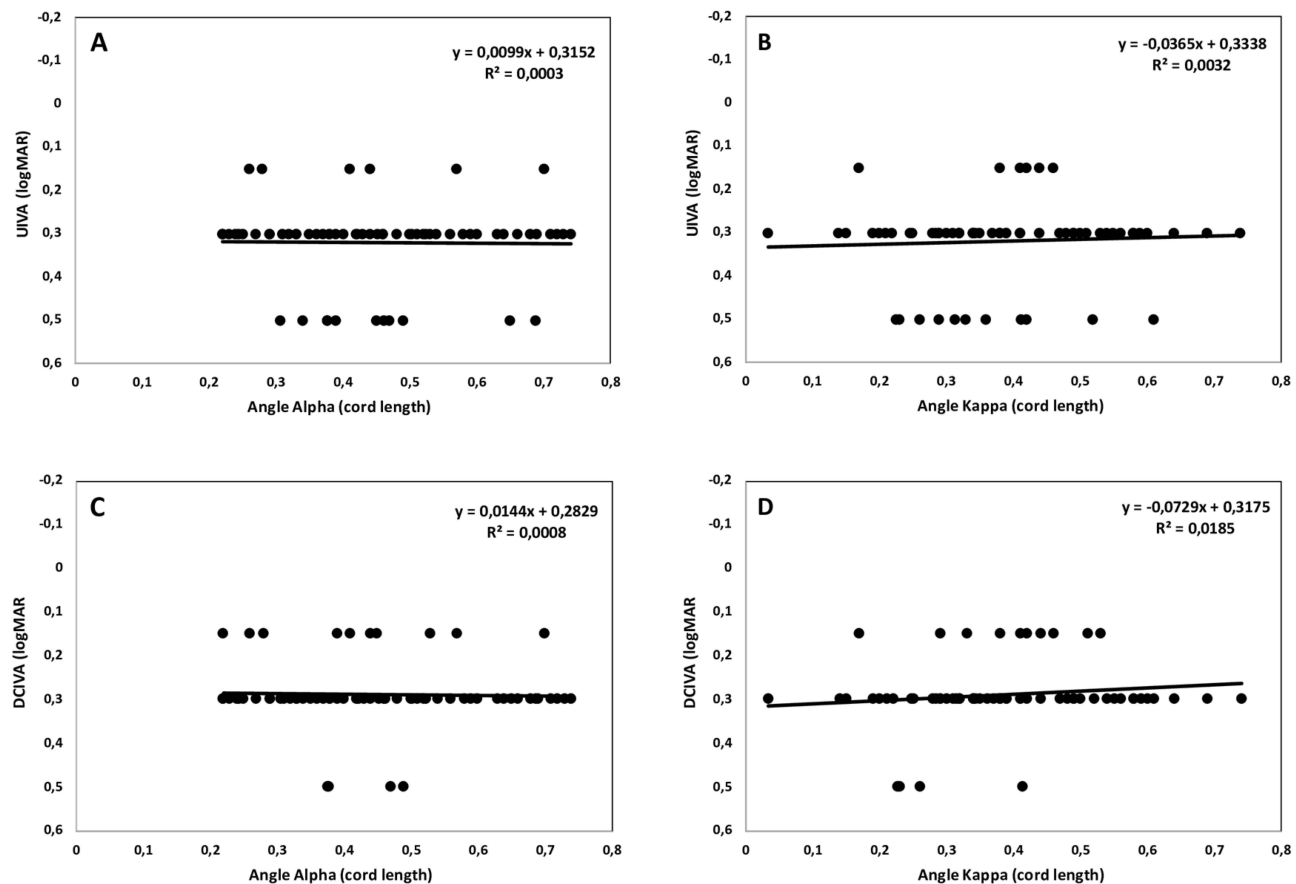 A
y = 0,0099x + 0,3152
R² = 0,0003
-0,2
-0,1
0
0,1
0,2
0,3
0,4
0,5
0,6
UIVA (logMAR)
0 0,1 0,2 0,3 0,4 0,5 0,6 0,7 0,8
Angle Alpha (cord length)
B
y = -0,0365x + 0,3338
R² = 0,0032
-0,2
-0,1
0
0,1
0,2
0,3
0,4
0,5
0,6
UIVA (logMAR)
0 0,1 0,2 0,3 0,4 0,5 0,6 0,7 0,8
Angle Kappa (cord length)
C
y = 0,0144x + 0,2829
R² = 0,0008
-0,2
-0,1
0
0,1
0,2
0,3
0,4
0,5
0,6
DCIVA (logMAR
0 0,1 0,2 0,3 0,4 0,5 0,6 0,7 0,8
Angle Alpha (cord length)
D
y = -0,0729x + 0,3175
R² = 0,0185
-0,2
-0,1
0
0,1
0,2
0,3
0,4
0,5
0,6
DCIVA (logMAR
0 0,1 0,2 0,3 0,4 0,5 0,6 0,7 0,8
Angle Kappa (cord length)